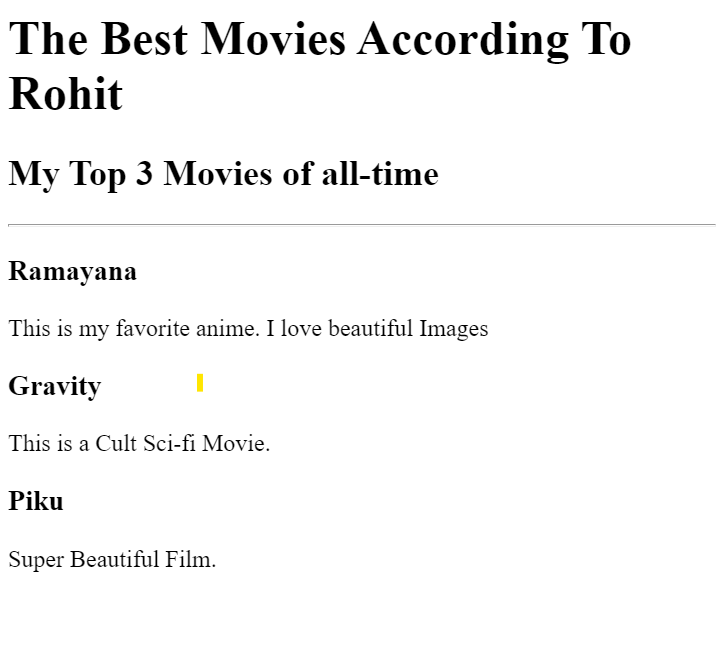 The Best Movies According To
Rohit
My Top 3 Movies of all-time
Ramayana
This is my favorite anime. I love beautiful Images
Gravity
This is a Cult Sci-fi Movie.
Piku
Super Beautiful Film.